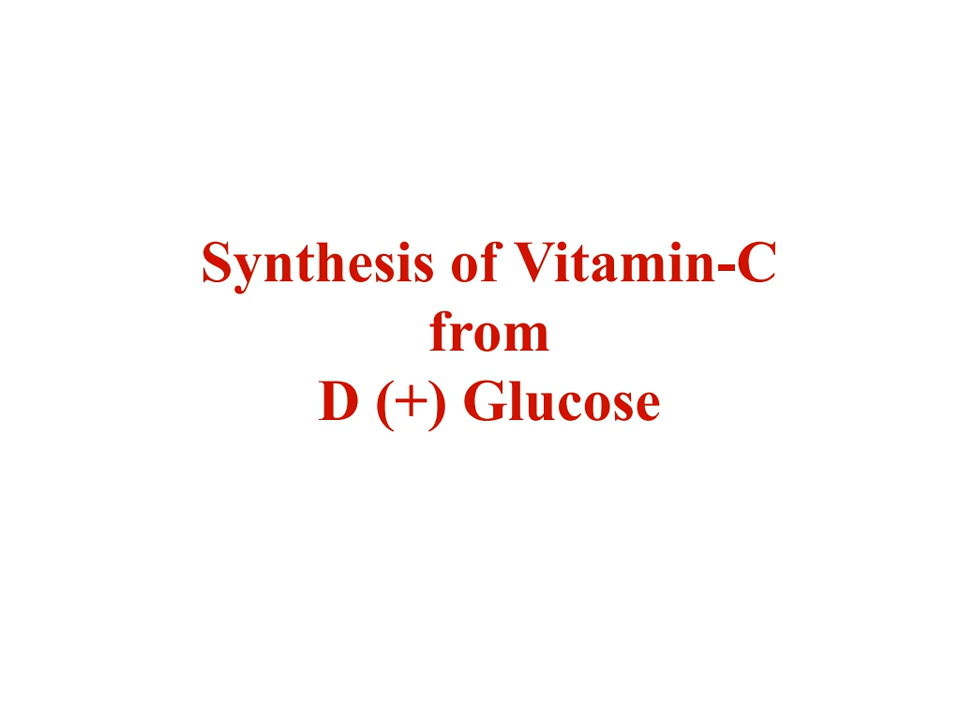 Synthesis of Vitamin-C
from
D (+) Glucose